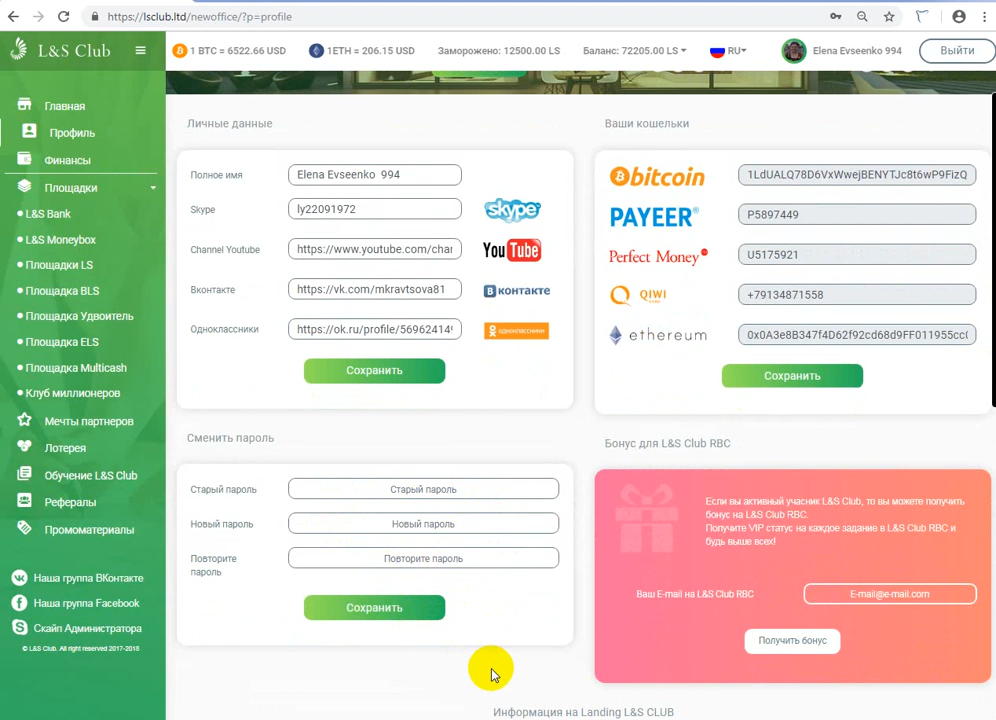 https://lsclub.ltd/newoffice/?p=profile
L&S Club
1 BTC = 6522.66 USD
1ETH = 206.15 USD
Заморожено: 12500.00 LS
Баланс: 72205.00 LS
RU
Elena Evseenko 994
Выйти
Главная
Профиль
Финансы
Площадки
L&S Bank
L&S Moneybox
Площадки LS
Площадка BLS
Площадка Удвоитель
Площадка ELS
Площадка Multicash
Клуб миллионеров
Мечты партнеров
Лотерея
Обучение L&S Club
Рефералы
Промоматериалы
Наша группа ВКонтакте
Наша группа Facebook
Скайп Администратора
© L&S Club. All right reserved 2017-2018
Личные данные
Полное имя
Elena Evseenko 994
Skype
ly22091972
skype
Channel Youtube
https://www.youtube.com/char
YouTube
Вконтакте
https://vk.com/mkravtsova81
В контакте
Одноклассники
https://ok.ru/profile/569624149
одноклассники
Сохранить
Ваши кошельки
bitcoin
1LdUALQ78D6VxWwejBENYTJc8t6wP9FizQ
PAYEER
P5897449
Perfect Money
U5175921
QIWI
+79134871558
ethereum
0x0A3e8B347f4D62f92cd68d9FF011955cc(
Сохранить
Сменить пароль
Старый пароль
Старый пароль
Новый пароль
Новый пароль
Повторите
пароль
Повторите пароль
Сохранить
Бонус для L&S Club RBC
Если вы активный учасник L&S Club, то вы можете получить
бонус на L&S Club RBC.
Получите VIP статус на каждое задание в L&S Club RBC и
будь выше всех!
Ваш E-mail на L&S Club RBC
E-mail@e-mail.com
Получить бонус
Информация на Landing L&S CLUB